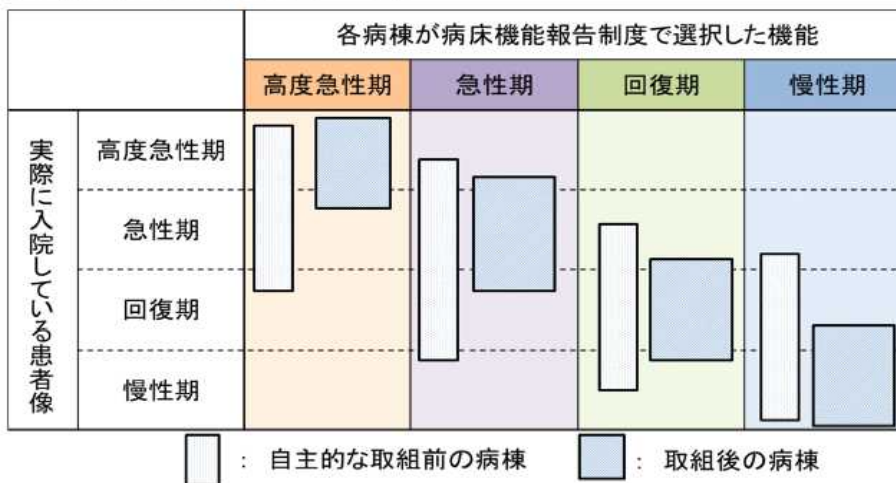 各病棟が病床機能報告制度で選択した機能
高度急性期 急性期 回復期 慢性期
実際に入院している患者像
高度急性期
急性期
回復期
慢性期
： 自主的な取組前の病棟 ： 取組後の病棟